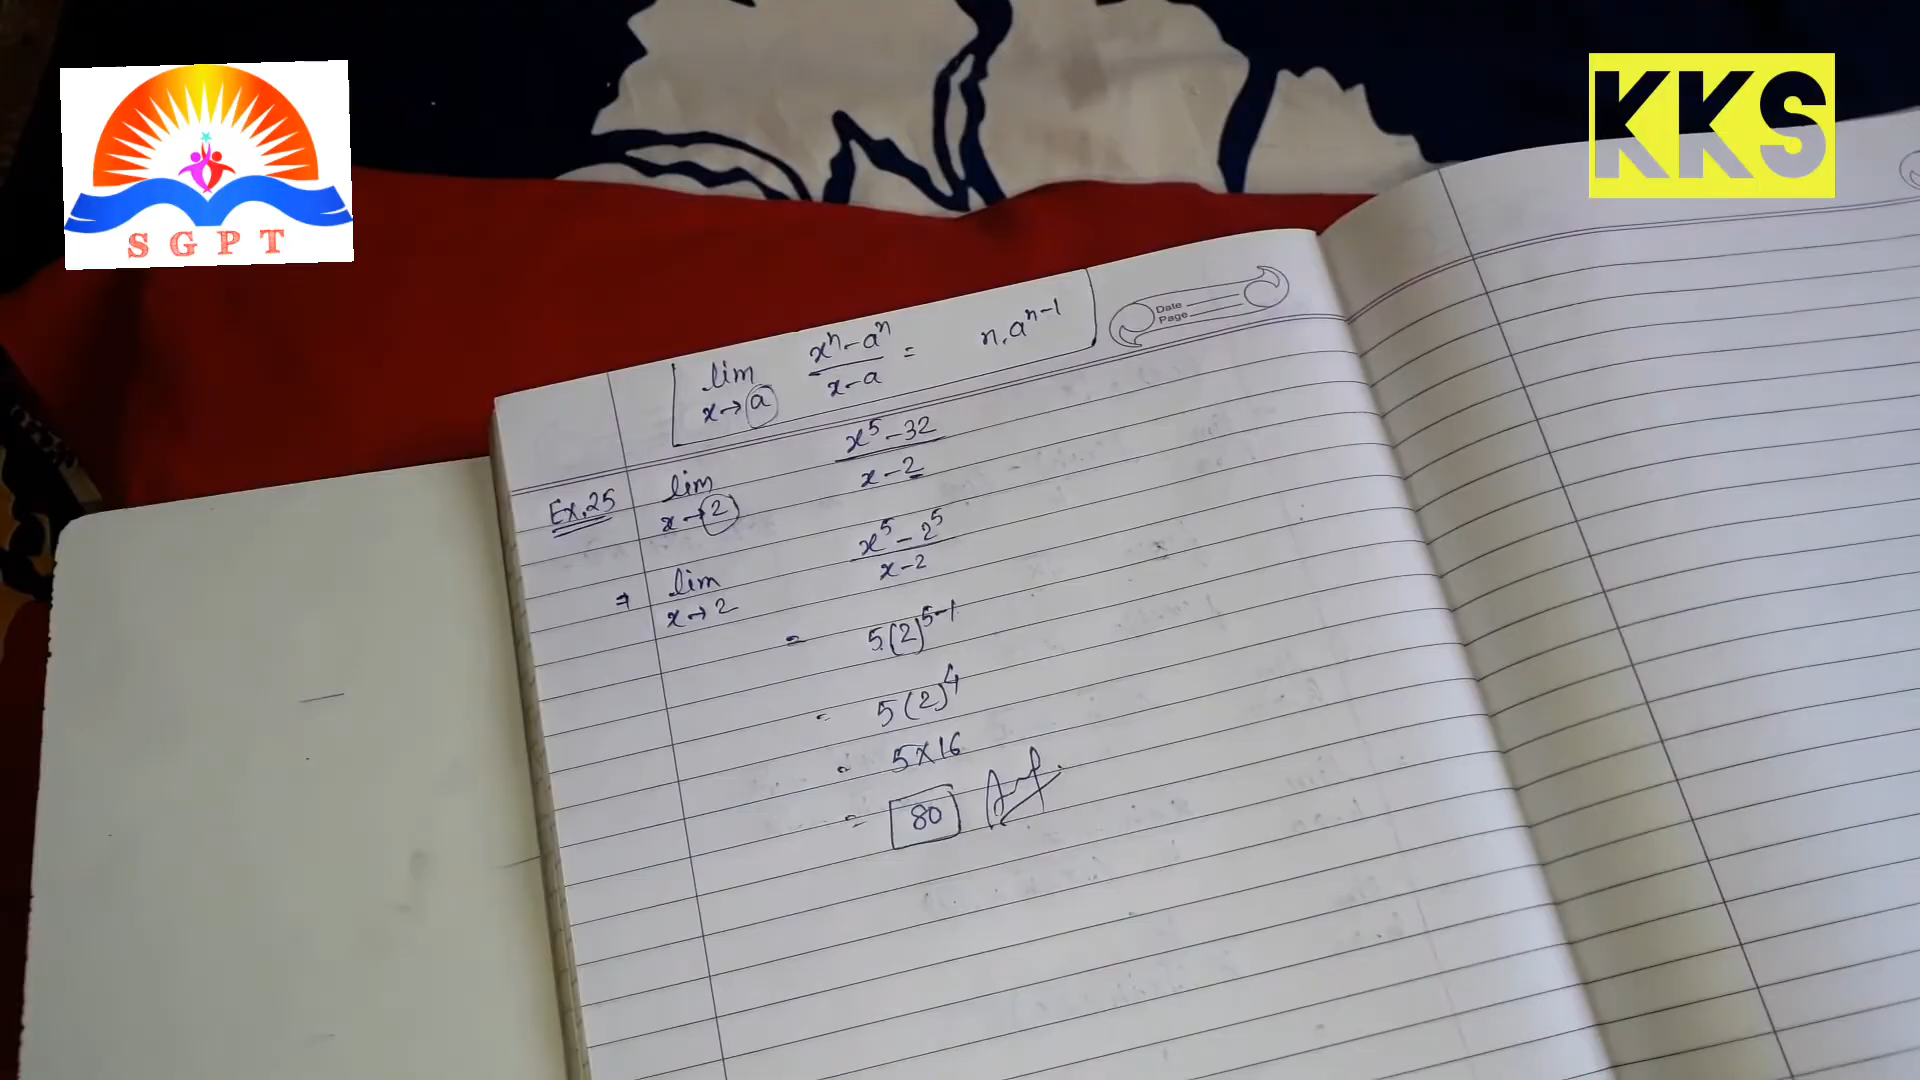 SGPT
KKS
Date
Page
lim x→a (xⁿ-aⁿ)/(x-a) = n.aⁿ⁻¹
Ex.25 lim x→2 (x⁵-32)/(x-2)
⇒ lim x→2 (x⁵-2⁵)/(x-2)
= 5(2)⁵⁻¹
= 5(2)⁴
= 5×16
= 80 Ans.